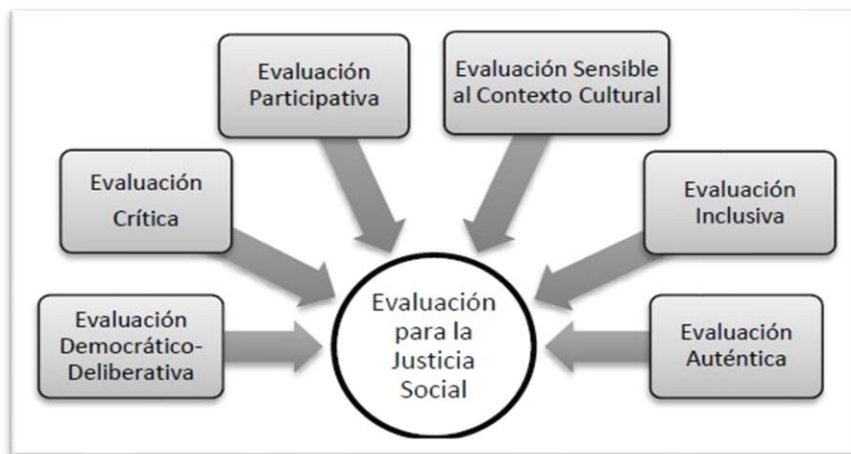 Evaluación
Participativa
Evaluación Sensible
al Contexto Cultural
Evaluación
Crítica
Evaluación
Inclusiva
Evaluación
Democrático-
Deliberativa
Evaluación
para la
Justicia
Social
Evaluación
Auténtica